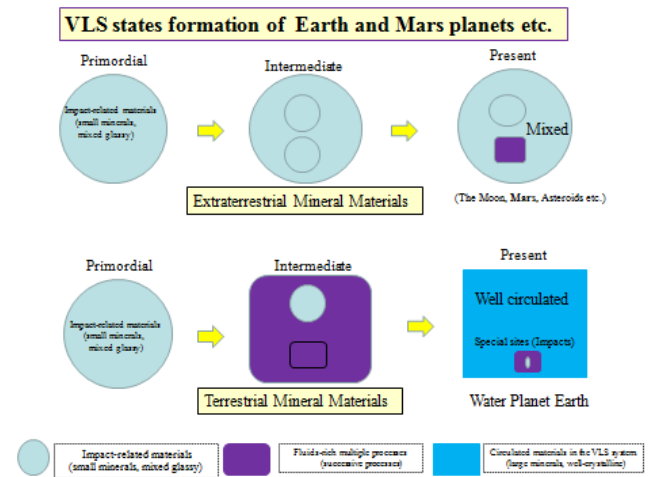 VLS states formation of Earth and Mars planets etc.
Primordial
Intermediate
Present
Impact-related materials
(small minerals,
mixed glassy)
Mixed
Extraterrestrial Mineral Materials
(The Moon, Mars, Asteroids etc.)
Primordial
Intermediate
Present
Impact-related materials
(small minerals,
mixed glassy)
Well circulated
Special sites (Impacts)
Terrestrial Mineral Materials
Water Planet Earth
Impact-related materials
(small minerals, mixed glassy)
Fluids-rich multiple processes
(successive processes)
Circulated materials in the VLS system
(large minerals, well-crystalline)